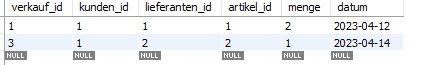 verkauf_id kunden_id lieferanten_id artikel_id menge datum
1 1 1 1 2 2023-04-12
3 1 2 2 1 2023-04-14
NULL NULL NULL NULL NULL NULL